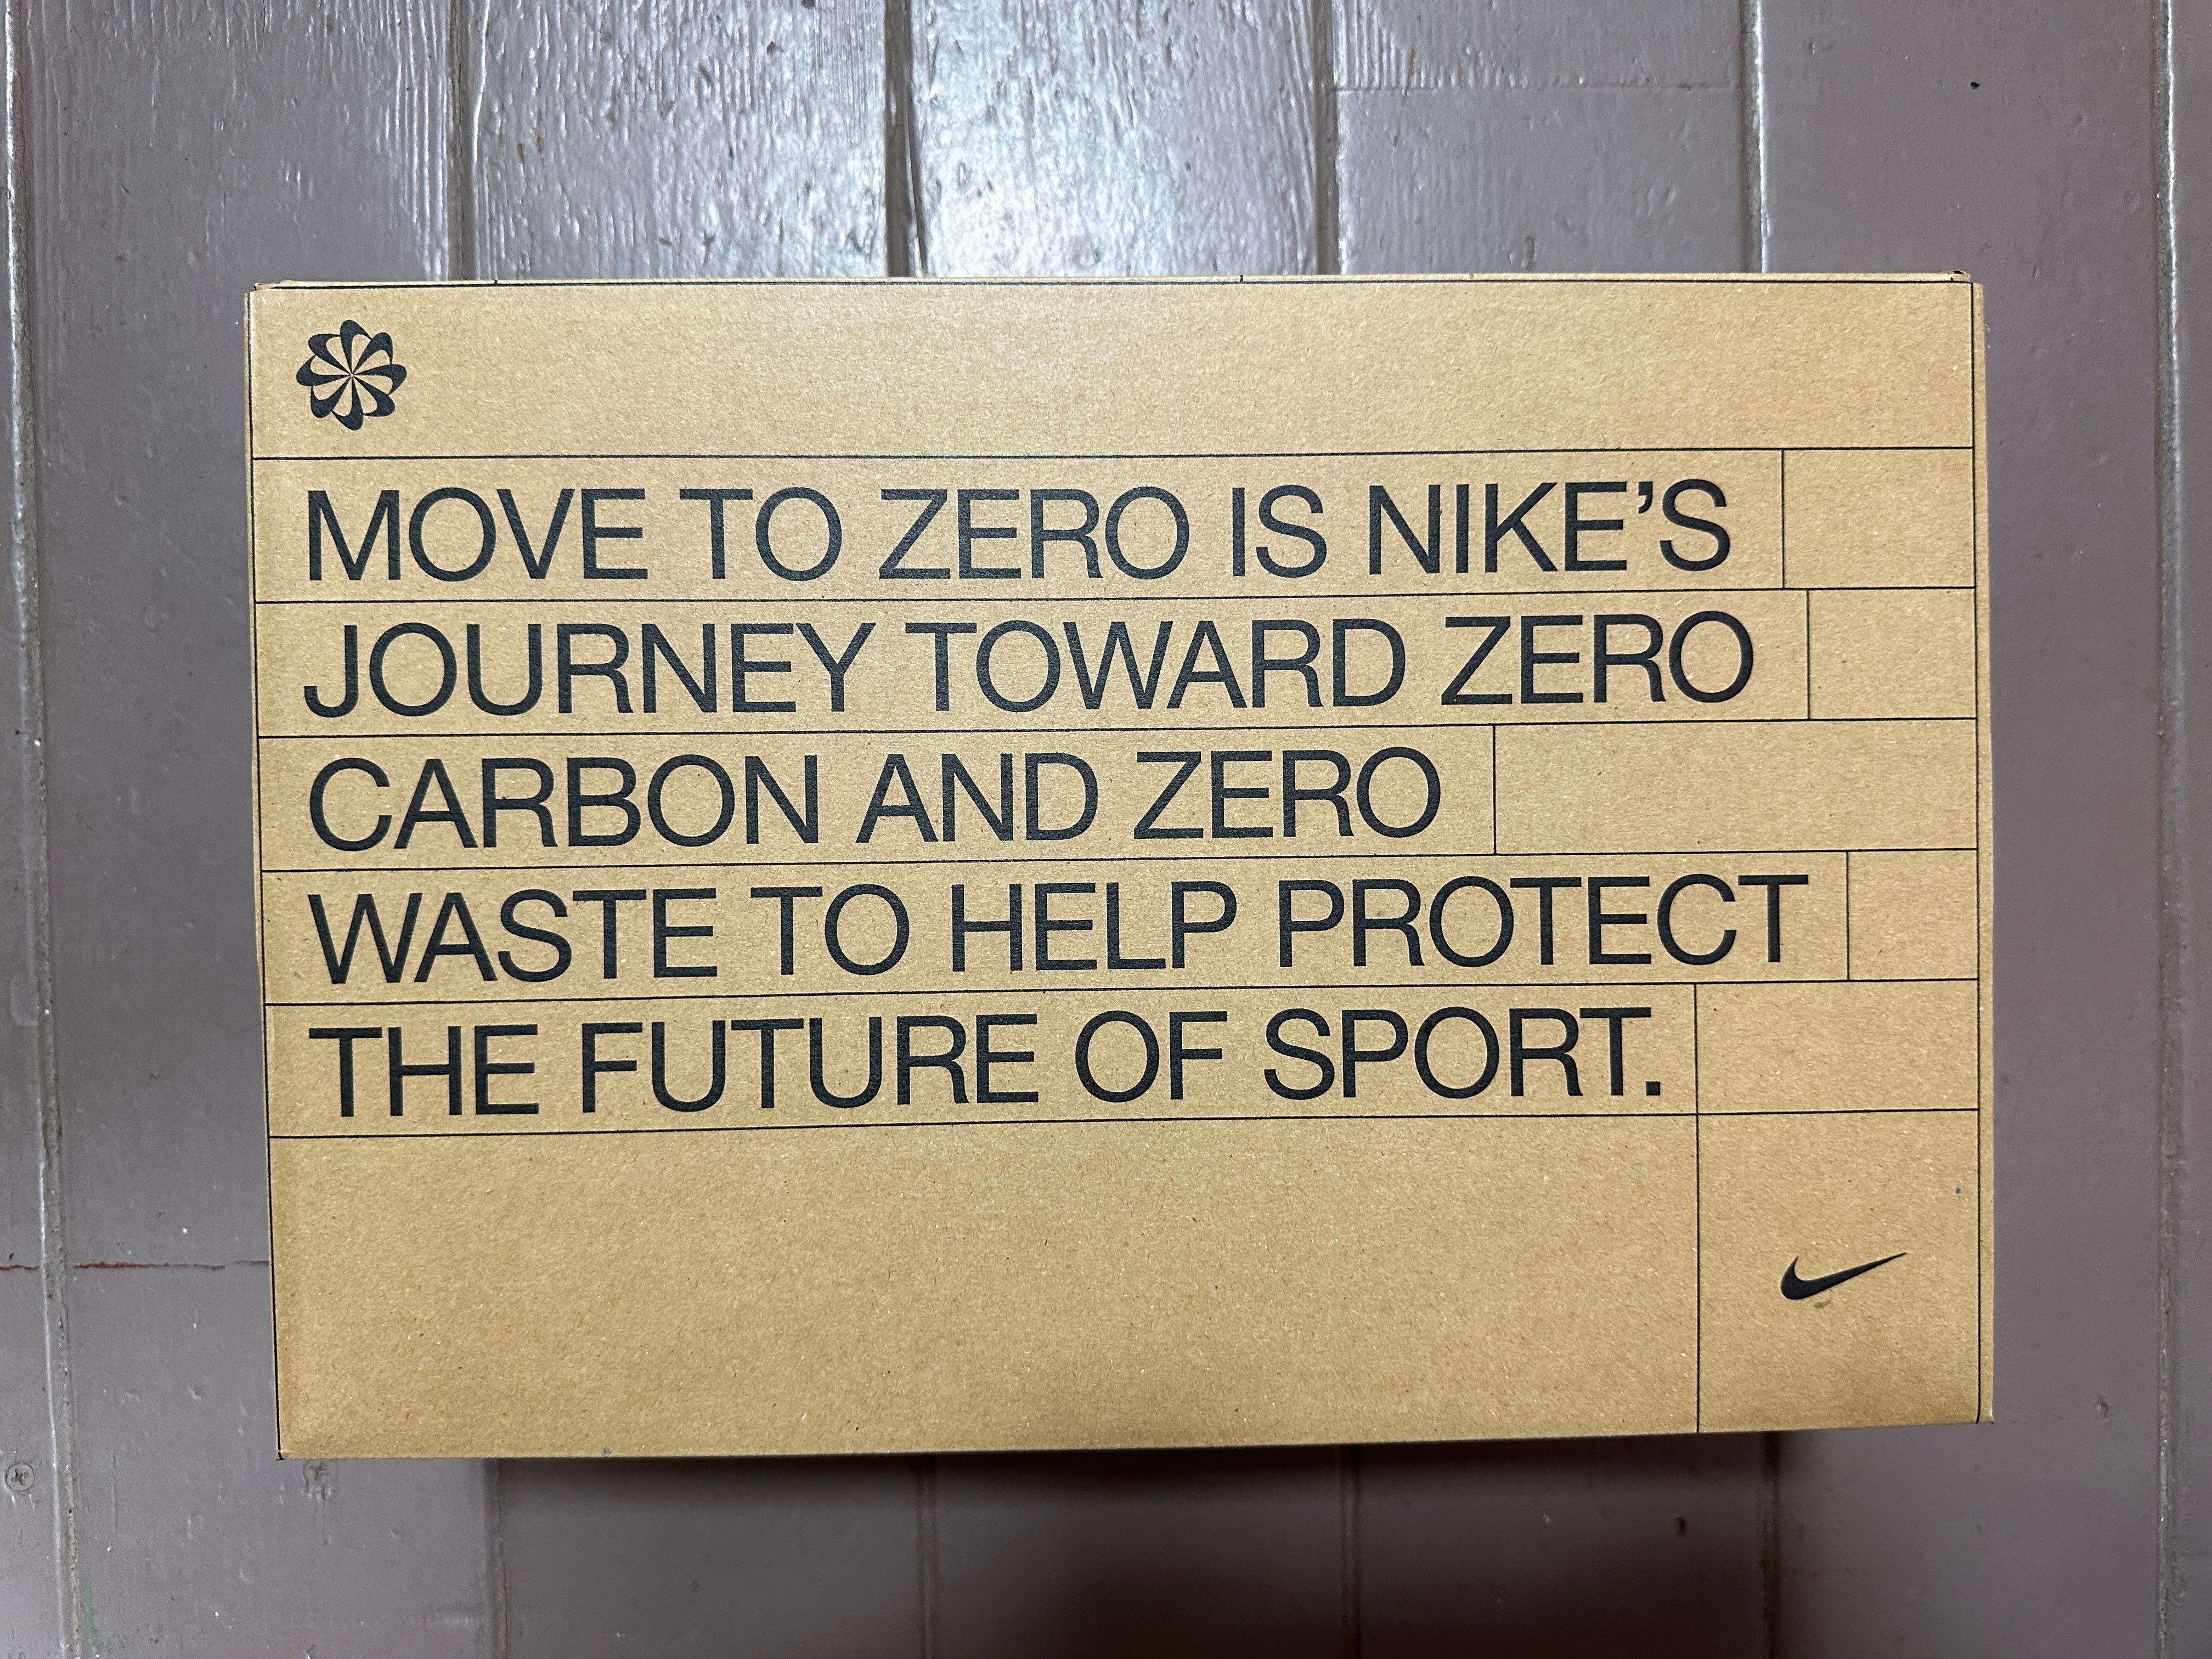 MOVE TO ZERO IS NIKE’S
JOURNEY TOWARD ZERO
CARBON AND ZERO
WASTE TO HELP PROTECT
THE FUTURE OF SPORT.